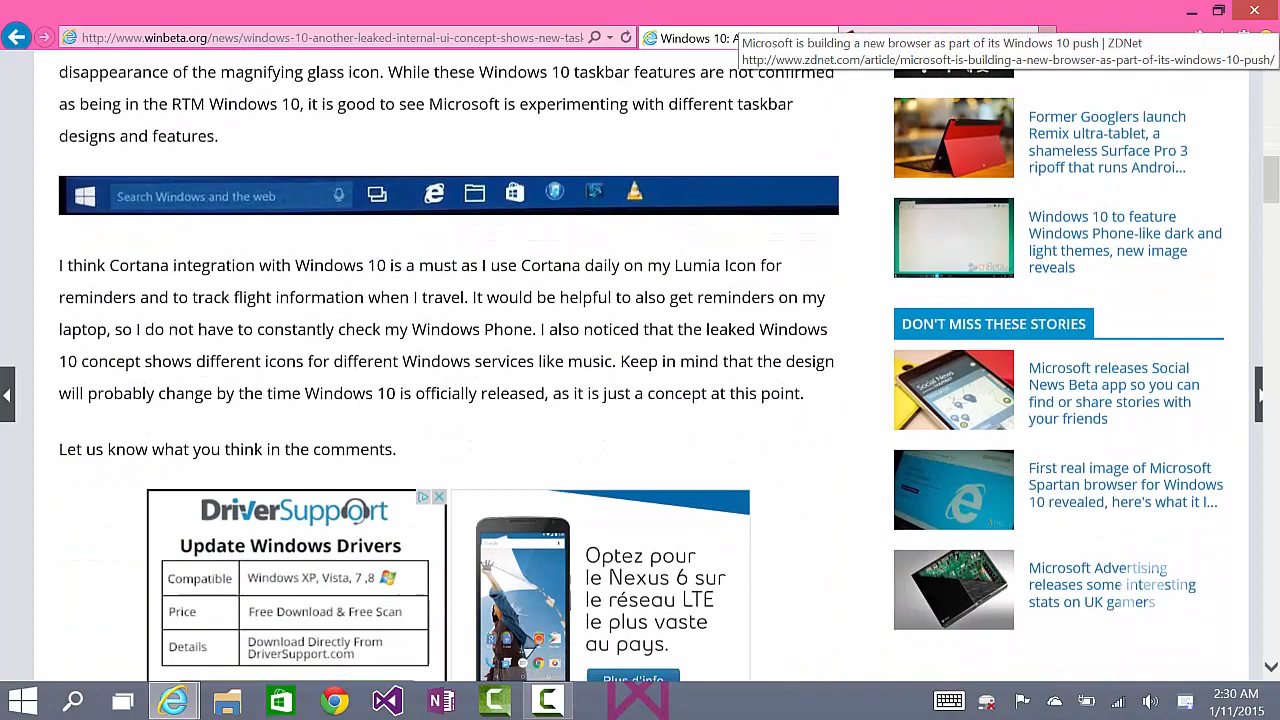 http://www.winbeta.org/news/windows-10-another-leaked-internal-ui-concept-shows-new-task
Windows 10: A
Microsoft is building a new browser as part of its Windows 10 push | ZDNet
http://www.zdnet.com/article/microsoft-is-building-a-new-browser-as-part-of-its-windows-10-push/
disappearance of the magnifying glass icon. While these Windows 10 taskbar features are not confirmed
as being in the RTM Windows 10, it is good to see Microsoft is experimenting with different taskbar
designs and features.
Search Windows and the web
I think Cortana integration with Windows 10 is a must as I use Cortana daily on my Lumia Icon for
reminders and to track flight information when I travel. It would be helpful to also get reminders on my
laptop, so I do not have to constantly check my Windows Phone. I also noticed that the leaked Windows
10 concept shows different icons for different Windows services like music. Keep in mind that the design
will probably change by the time Windows 10 is officially released, as it is just a concept at this point.
Let us know what you think in the comments.
DriverSupport
Update Windows Drivers
Compatible Windows XP, Vista, 7 ,8
Price Free Download & Free Scan
Details Download Directly From
DriverSupport.com
Optez pour
le Nexus 6 sur
le réseau LTE
le plus vaste
au pays.
Plus d'info
Former Googlers launch
Remix ultra-tablet, a
shameless Surface Pro 3
ripoff that runs Androi...
Windows 10 to feature
Windows Phone-like dark and
light themes, new image
reveals
DON'T MISS THESE STORIES
Microsoft releases Social
News Beta app so you can
find or share stories with
your friends
First real image of Microsoft
Spartan browser for Windows
10 revealed, here's what it l...
Microsoft Advertising
releases some interesting
stats on UK gamers
2:30 AM
1/11/2015